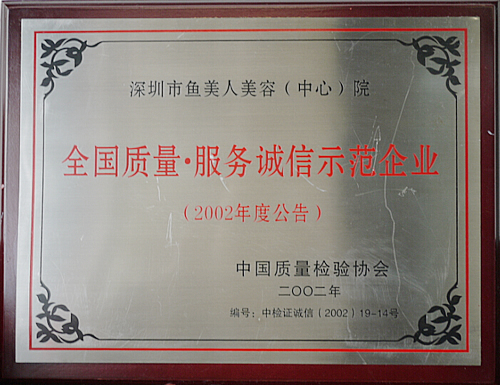 深圳市鱼美人美容（中心）院
全国质量·服务诚信示范企业
（2002年度公告）
中国质量检验协会
二〇〇二年
编号：中检证诚信（2002）19-14号